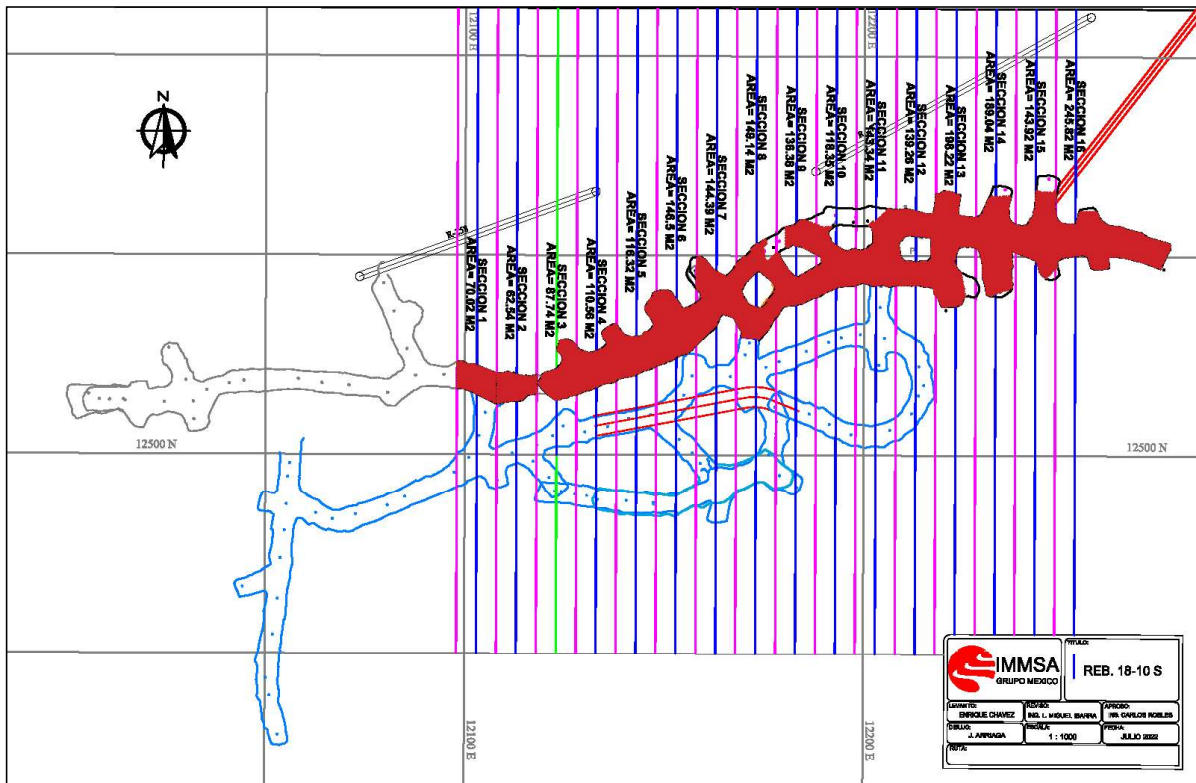 N
12100 E
12200 E
SECCION 1
AREA= 70.02 M2
SECCION 2
AREA= 62.54 M2
SECCION 3
AREA= 87.74 M2
SECCION 4
AREA= 110.56 M2
SECCION 5
AREA= 116.32 M2
SECCION 6
AREA= 146.5 M2
SECCION 7
AREA= 144.39 M2
SECCION 8
AREA= 149.14 M2
SECCION 9
AREA= 136.38 M2
SECCION 10
AREA= 118.35 M2
SECCION 11
M2
SECCION 12
AREA= 139.26 M2
SECCION 13
AREA= 198.22 M2
SECCION 14
AREA= 189.04 M2
SECCION 15
AREA= 143.92 M2
SECCION
AREA= 245.82 M2
12500 N
12500 N
12100 E
12200 E
IMMSA
GRUPO MEXICO
TITULO:
REB. 18-10 S
LEVANTO:
ENRIQUE CHAVEZ
REVISO:
ING. L. MIGUEL IBARRA
APROBO:
ING. CARLOS ROBLES
DIBUJO:
J. ARRIAGA
ESCALA:
1 : 1000
FECHA:
JULIO 2022
RUTA: